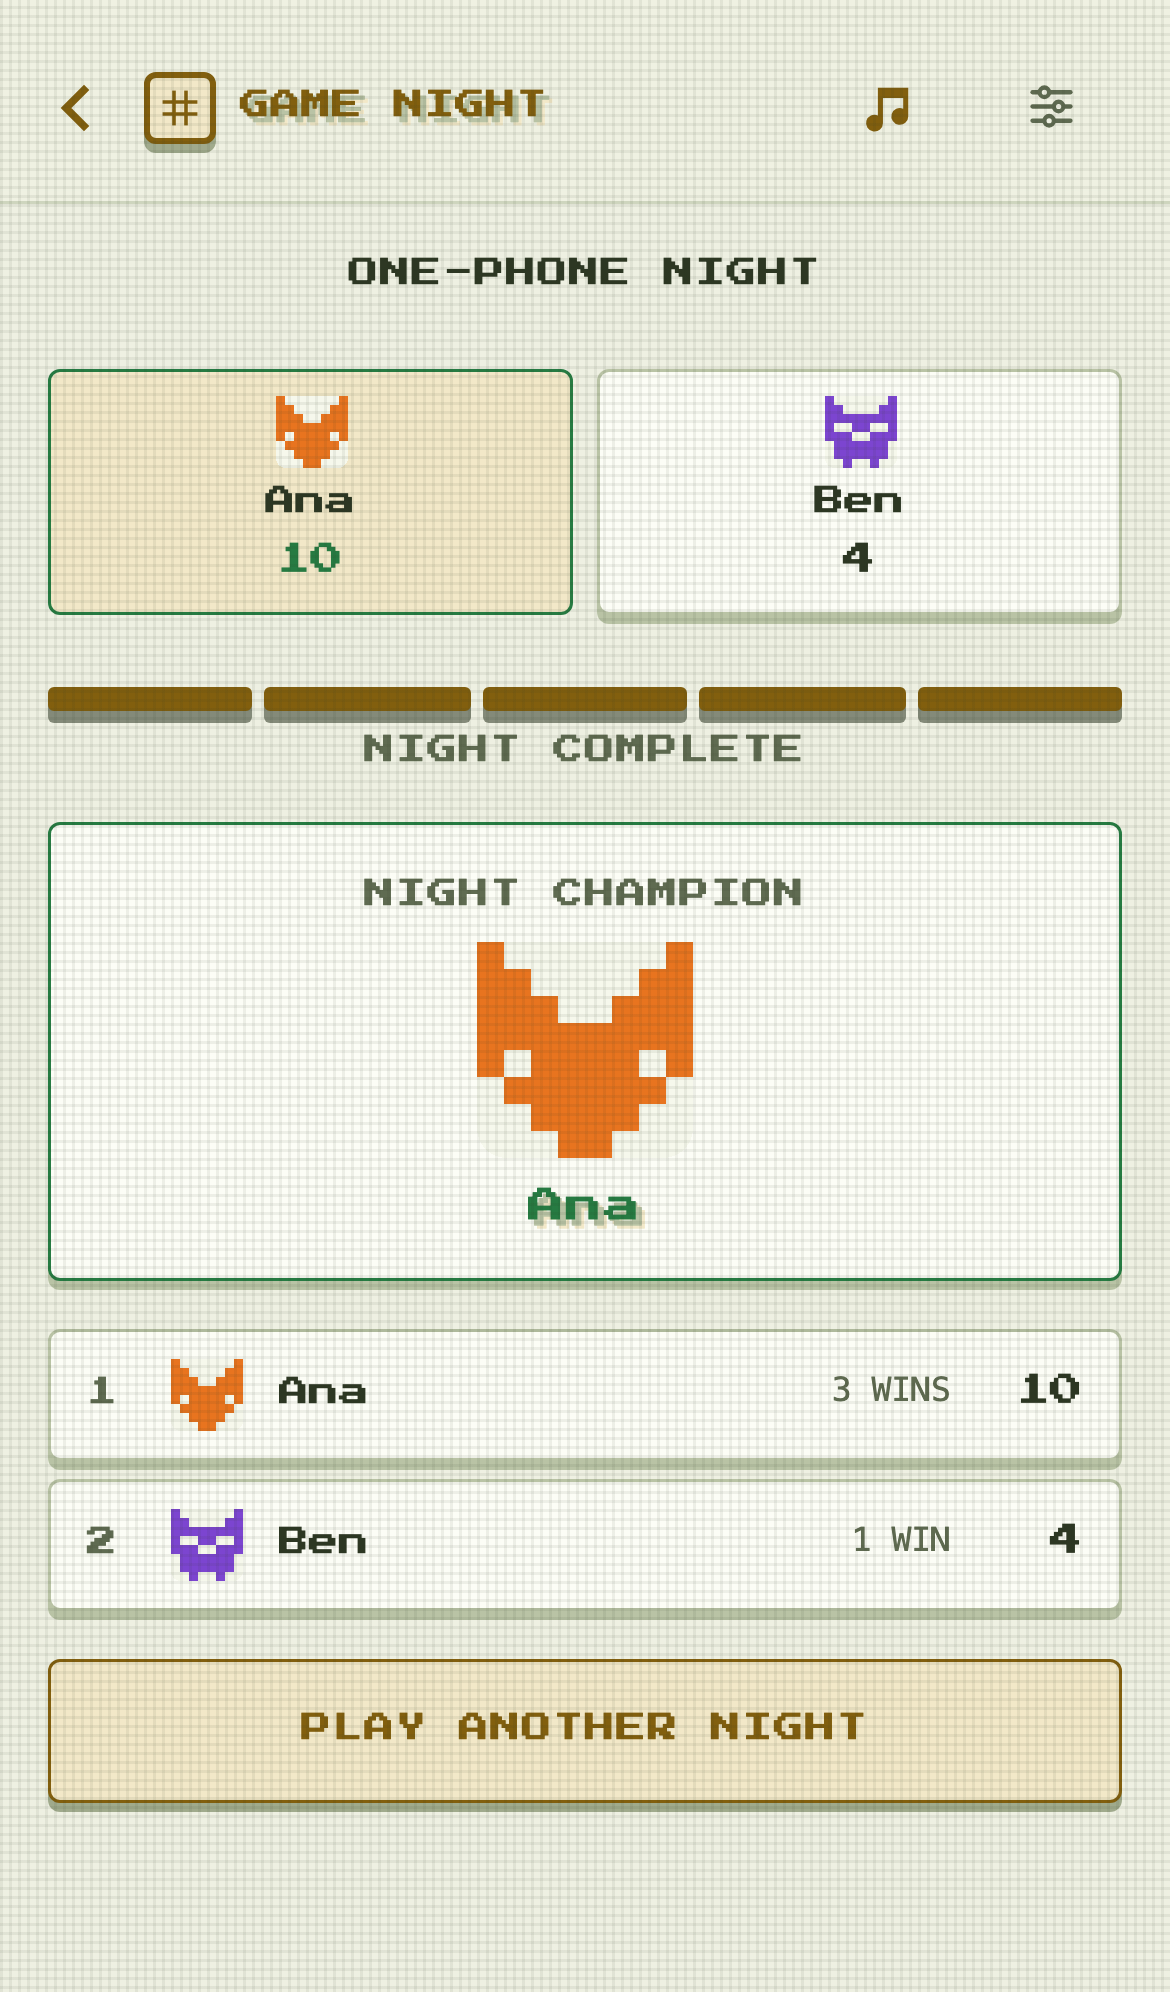 GAME NIGHT
ONE-PHONE NIGHT
Ana
10
Ben
4
NIGHT COMPLETE
NIGHT CHAMPION
Ana
1 Ana 3 WINS 10
2 Ben 1 WIN 4
PLAY ANOTHER NIGHT